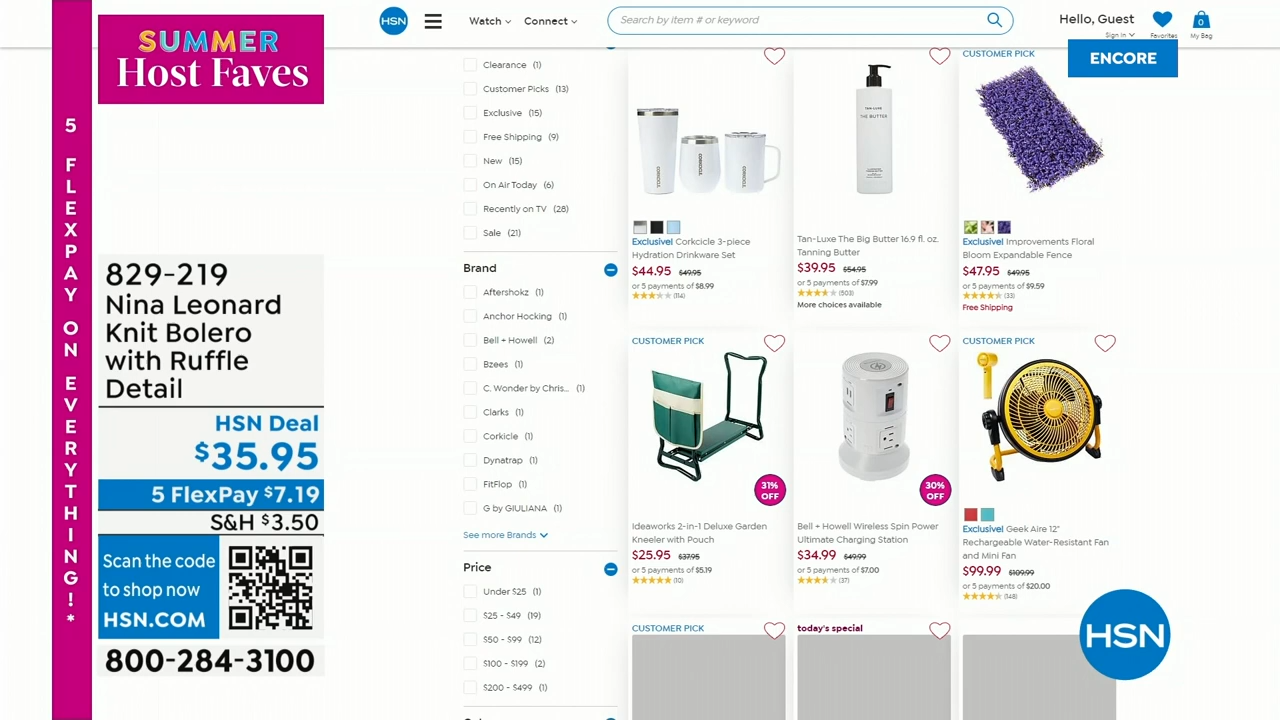 SUMMER
Host Faves
5 FLEXPAY ON EVERYTHING!*
829-219
Nina Leonard
Knit Bolero
with Ruffle
Detail
HSN Deal
$35.95
5 FlexPay $7.19
S&H $3.50
Scan the code
to shop now
HSN.COM
800-284-3100
HSN
Watch
Connect
Search by item # or keyword
Hello, Guest
Sign In
Favorites
0
My Bag
ENCORE
Clearance (1)
Customer Picks (13)
Exclusive (15)
Free Shipping (9)
New (15)
On Air Today (6)
Recently on TV (28)
Sale (21)
Brand
Aftershokz (1)
Anchor Hocking (1)
Bell + Howell (2)
Bzees (1)
C. Wonder by Chris... (1)
Clarks (1)
Corkicle (1)
Dynatrap (1)
FitFlop (1)
G by GIULIANA (1)
See more Brands
Price
Under $25 (1)
$25 - $49 (19)
$50 - $99 (12)
$100 - $199 (2)
$200 - $499 (1)
CORKCICLE
CORKCICLE
CORKCICLE
Exclusive! Corkcicle 3-piece
Hydration Drinkware Set
$44.95 $49.95
or 5 payments of $8.99
(114)
TAN-LUXE
THE BUTTER
Tan-Luxe The Big Butter 16.9 fl. oz.
Tanning Butter
$39.95 $54.95
or 5 payments of $7.99
(503)
More choices available
CUSTOMER PICK
Exclusive! Improvements Floral
Bloom Expandable Fence
$47.95 $49.95
or 5 payments of $9.59
(33)
Free Shipping
CUSTOMER PICK
31%
OFF
Ideaworks 2-in-1 Deluxe Garden
Kneeler with Pouch
$25.95 $37.95
or 5 payments of $5.19
(10)
30%
OFF
Bell + Howell Wireless Spin Power
Ultimate Charging Station
$34.99 $49.99
or 5 payments of $7.00
(37)
CUSTOMER PICK
Exclusive! Geek Aire 12"
Rechargeable Water-Resistant Fan
and Mini Fan
$99.99 $109.99
or 5 payments of $20.00
(148)
CUSTOMER PICK
today's special
HSN